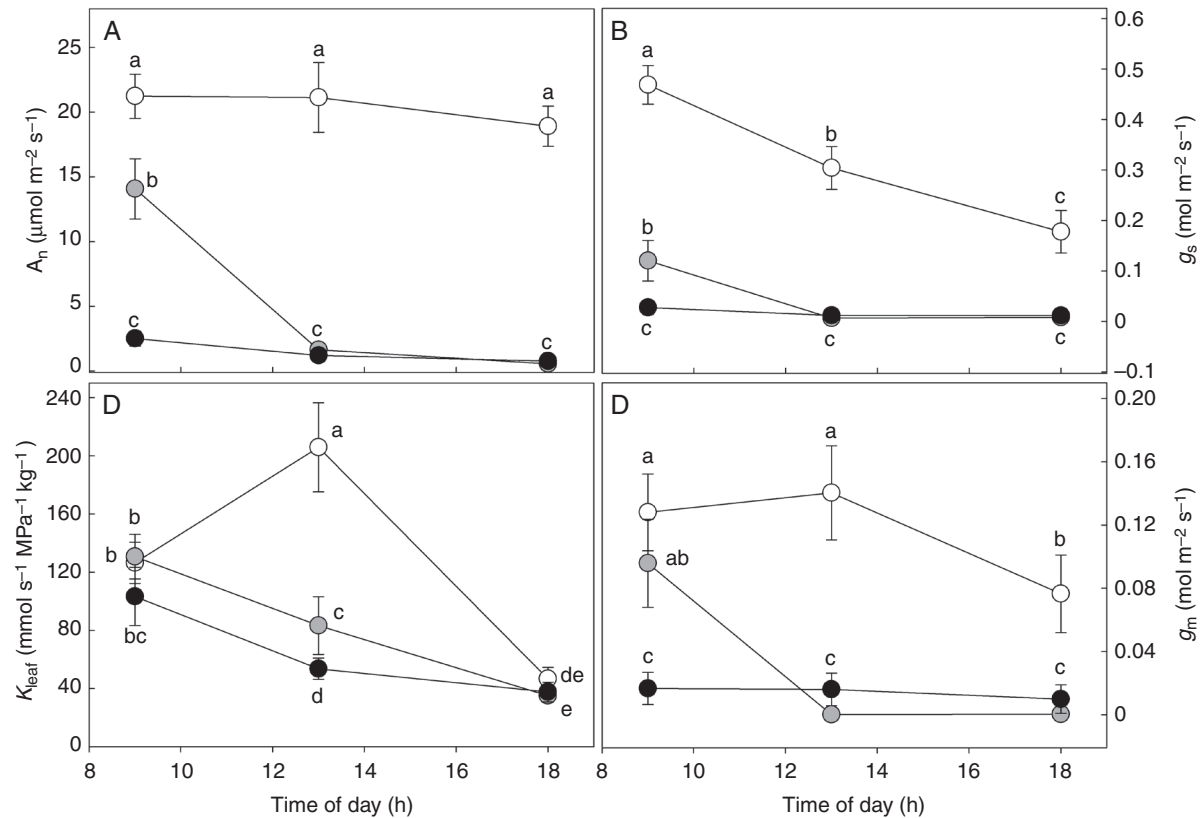 A
25
20
15
10
5
0
Aₙ (μmol m⁻² s⁻¹)
a
a
a
b
c
c
c
B
0.6
0.5
0.4
0.3
0.2
0.1
0
–0.1
gₛ (mol m⁻² s⁻¹)
a
b
c
b
c
c
c
D
240
200
160
120
80
40
0
K_leaf (mmol s⁻¹ MPa⁻¹ kg⁻¹ )
a
b
b
bc
c
d
de
e
8 10 12 14 16 18
Time of day (h)
D
0.20
0.16
0.12
0.08
0.04
0
gₘ (mol m⁻² s⁻¹)
a
a
b
ab
c
c
c
8 10 12 14 16 18
Time of day (h)